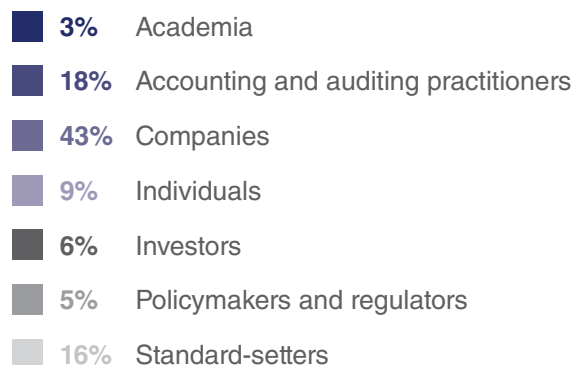 3% Academia
18% Accounting and auditing practitioners
43% Companies
9% Individuals
6% Investors
5% Policymakers and regulators
16% Standard-setters